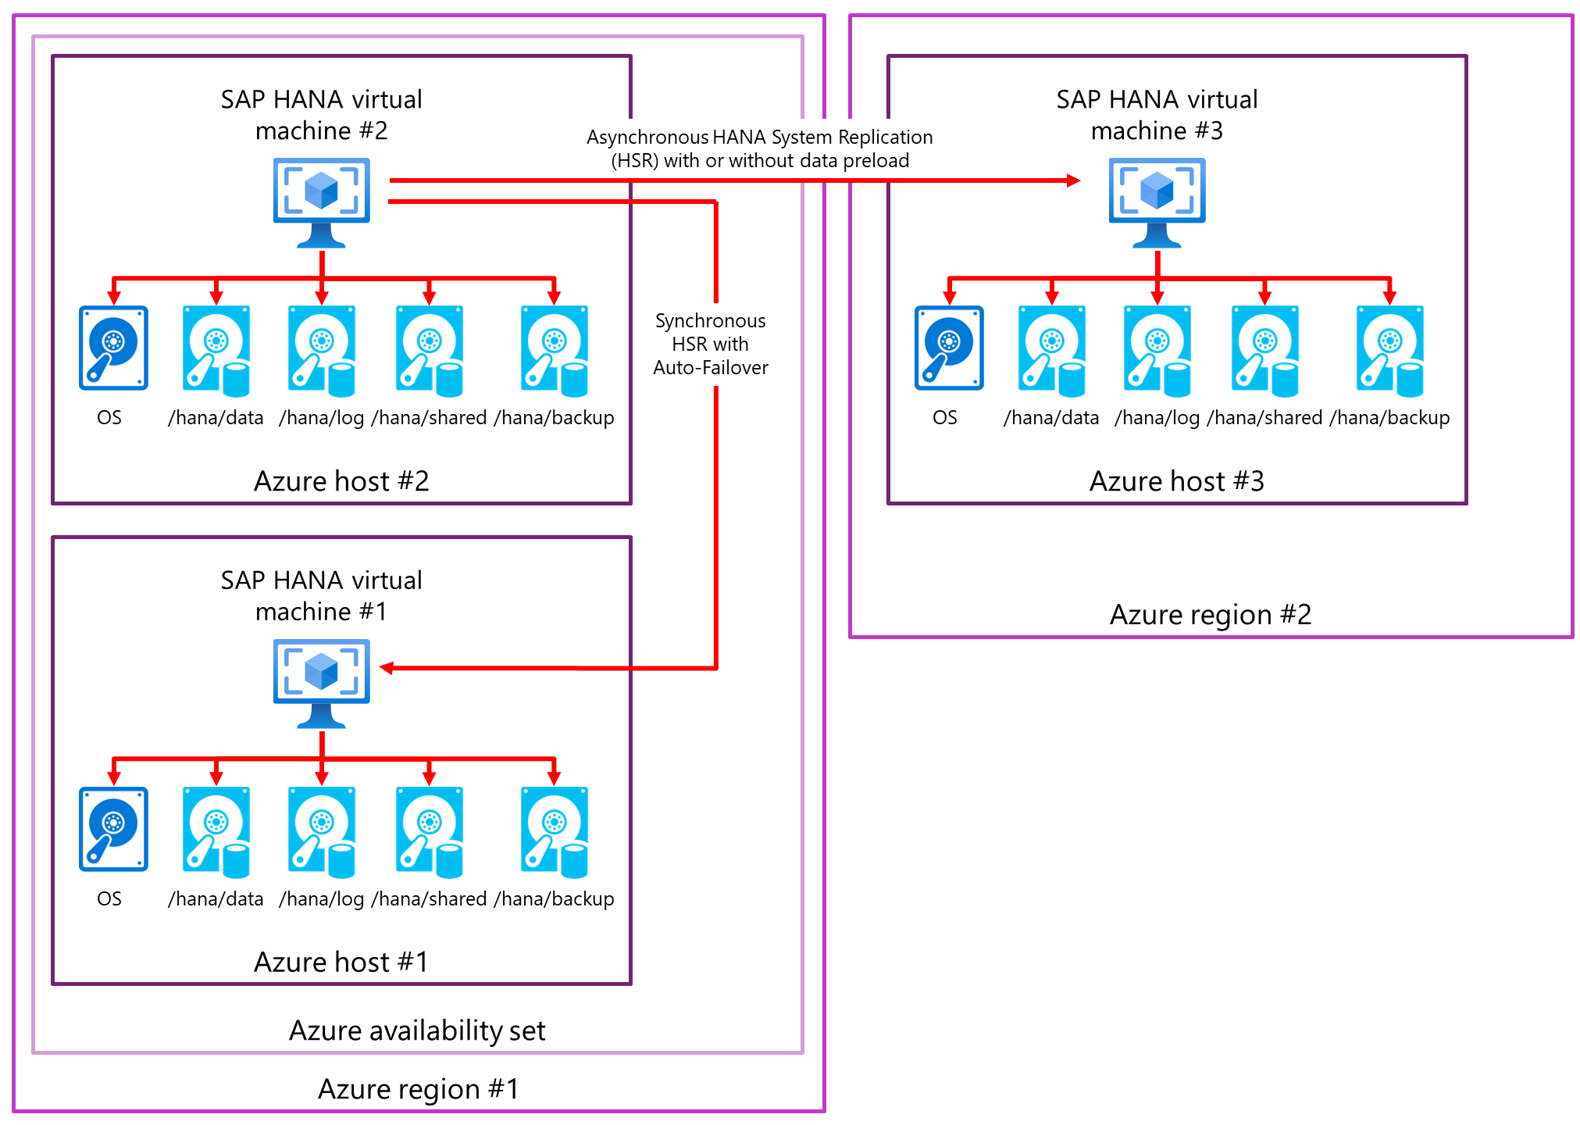 SAP HANA virtual
machine #2
Asynchronous HANA System Replication
(HSR) with or without data preload
SAP HANA virtual
machine #3
Synchronous
HSR with
Auto-Failover
OS /hana/data /hana/log /hana/shared /hana/backup
Azure host #2
OS /hana/data /hana/log /hana/shared /hana/backup
Azure host #3
Azure region #2
SAP HANA virtual
machine #1
OS /hana/data /hana/log /hana/shared /hana/backup
Azure host #1
Azure availability set
Azure region #1